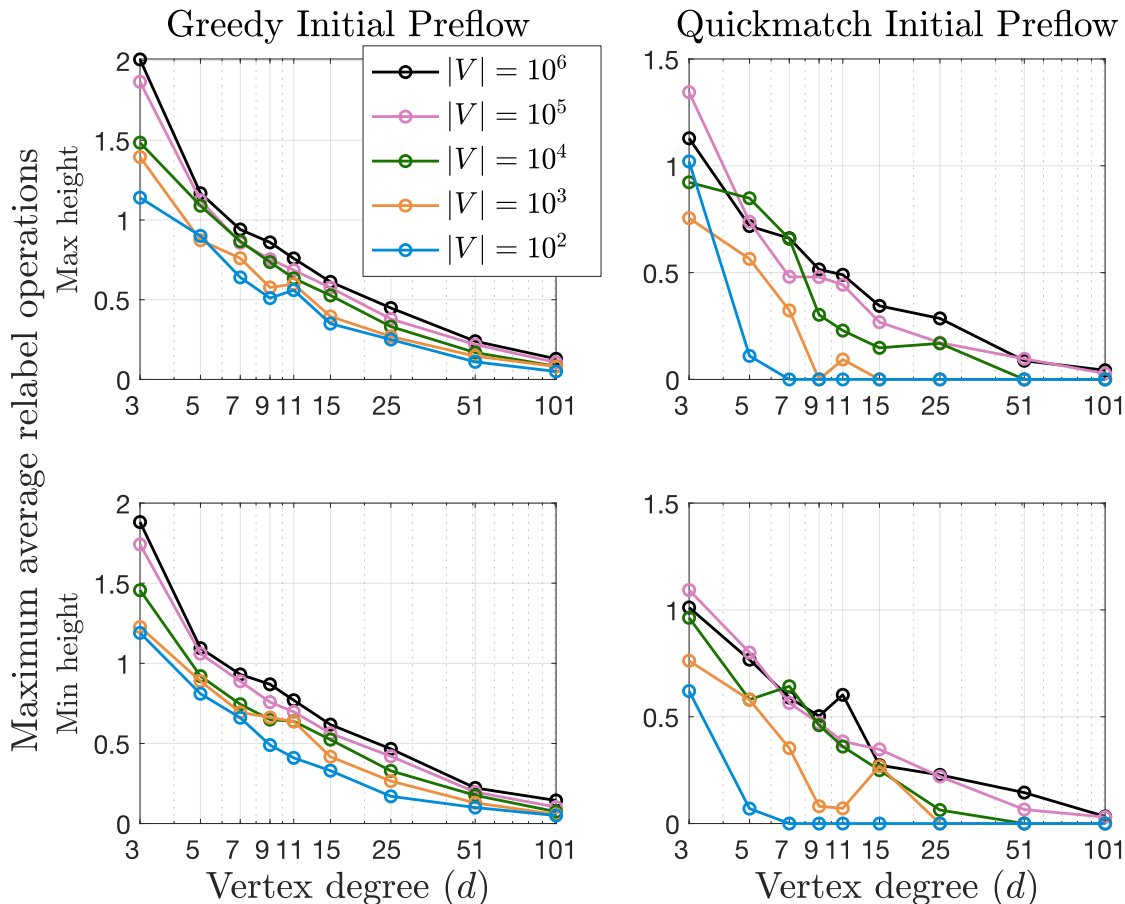 Greedy Initial Preflow
Quickmatch Initial Preflow
Maximum average relabel operations
Max height
2
1.5
1
0.5
0
3 5 7 9 11 15 25 51 101
|V| = 10^6
|V| = 10^5
|V| = 10^4
|V| = 10^3
|V| = 10^2
1.5
1
0.5
0
3 5 7 9 11 15 25 51 101
Min height
2
1.5
1
0.5
0
3 5 7 9 11 15 25 51 101
Vertex degree (d)
1.5
1
0.5
0
3 5 7 9 11 15 25 51 101
Vertex degree (d)